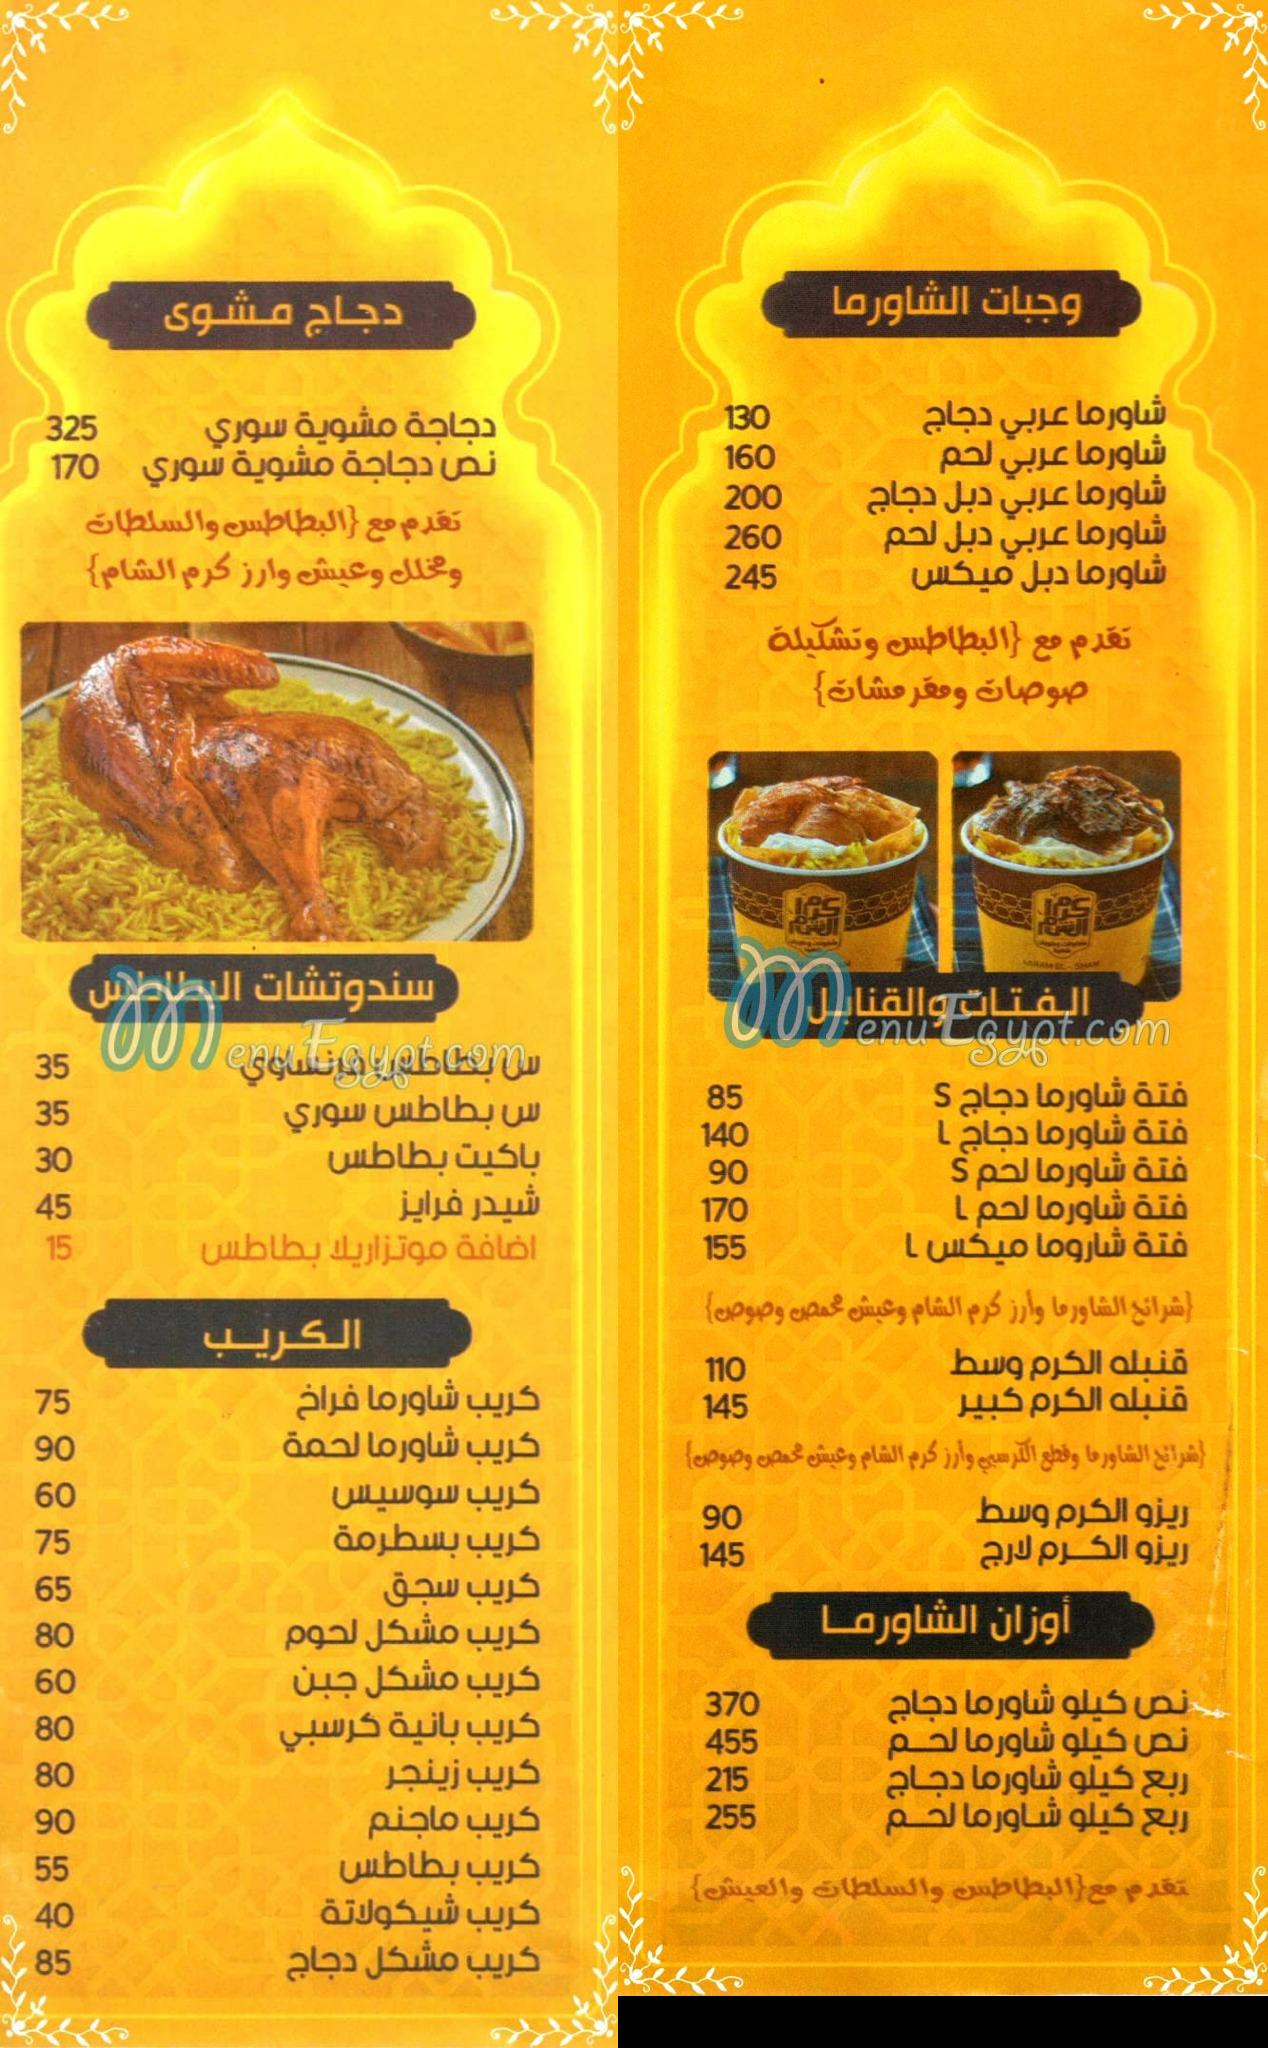 وجبات الشاورما
شاورما عربي دجاج 130
شاورما عربي لحم 160
شاورما عربي دبل دجاج 200
شاورما عربي دبل لحم 260
شاورما دبل ميكس 245
تقدم مع {البطاطس وتشكيلة
صوصات ومقرمشات}
كرم الشام
كرم الشام
KARAM EL - SHAM
الفتات والقنابل
MenuEgypt.com
فتة شاورما دجاج S 85
فتة شاورما دجاج L 140
فتة شاورما لحم S 90
فتة شاورما لحم L 170
فتة شاروما ميكس L 155
{شرائح الشاورما وأرز كرم الشام وعيش محمص وصوص}
قنبله الكرم وسط 110
قنبله الكرم كبير 145
{شرائح الشاورما وقطع الكرسبي وأرز كرم الشام وعيش محمص وصوص}
ريزو الكرم وسط 90
ريزو الكرم لارج 145
أوزان الشاورما
نص كيلو شاورما دجاج 370
نص كيلو شاورما لحم 455
ربع كيلو شاورما دجاج 215
ربع كيلو شاورما لحم 255
تقدم مع {البطاطس والسلطات والعيش}
دجاج مشوى
دجاجة مشوية سوري 325
نص دجاجة مشوية سوري 170
تقدم مع {البطاطس والسلطات
ومخلل وعيش وارز كرم الشام}
سندوتشات البطاطس
MenuEgypt.com
س بطاطس فرنساوي 35
س بطاطس سوري 35
باكيت بطاطس 30
شيدر فرايز 45
اضافة موتزاريلا بطاطس 15
الكريب
كريب شاورما فراخ 75
كريب شاورما لحمة 90
كريب سوسيس 60
كريب بسطرمة 75
كريب سجق 65
كريب مشكل لحوم 80
كريب مشكل جبن 60
كريب بانية كرسبي 80
كريب زينجر 80
كريب ماجنم 90
كريب بطاطس 55
كريب شيكولاتة 40
كريب مشكل دجاج 85